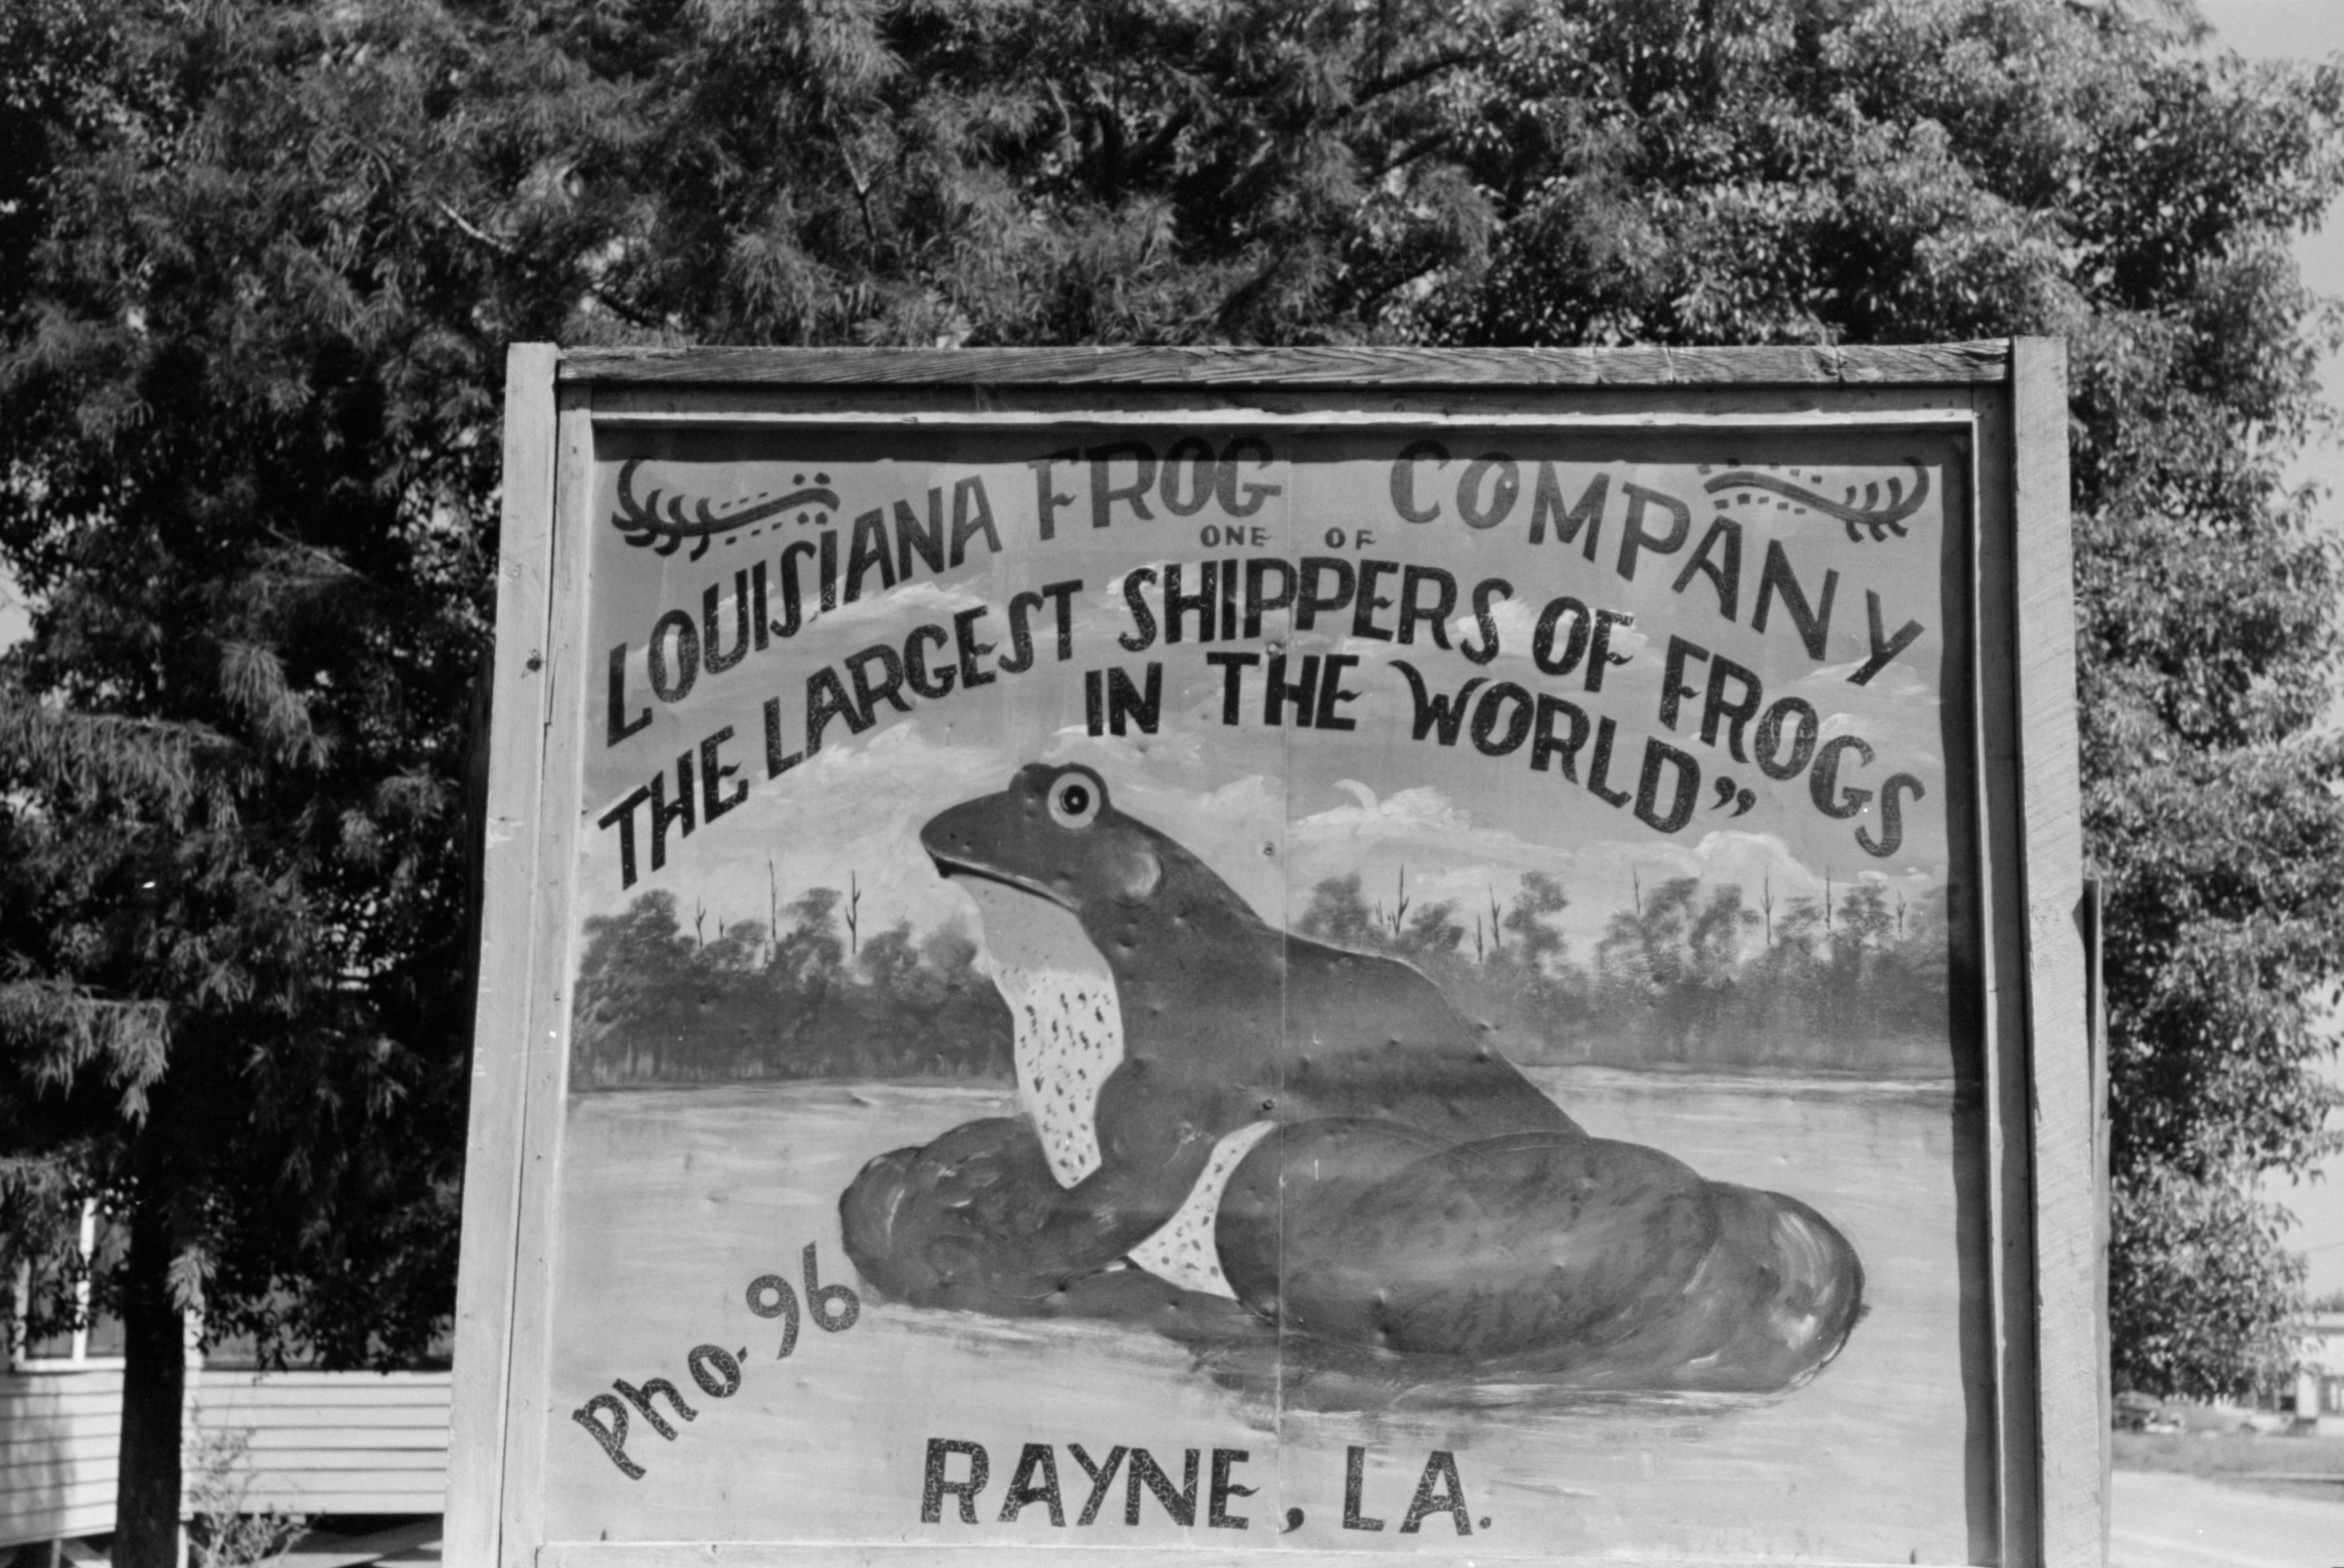 LOUISIANA FROG COMPANY
ONE OF
THE LARGEST SHIPPERS OF FROGS
IN THE WORLD”
Pho-96
RAYNE, LA.